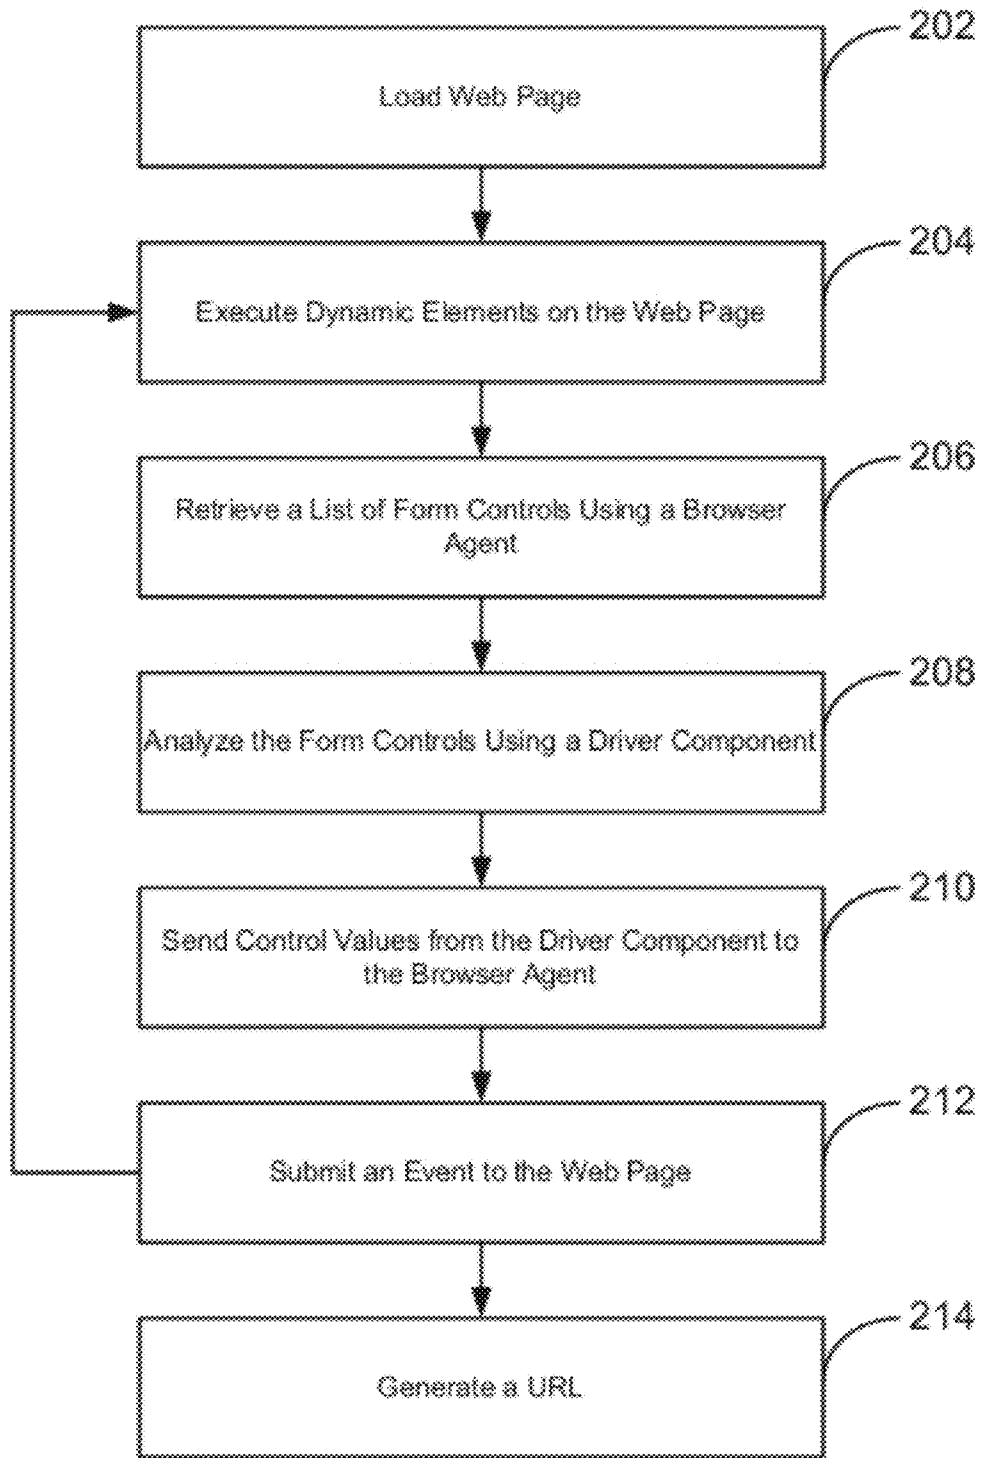 202
Load Web Page
204
Execute Dynamic Elements on the Web Page
206
Retrieve a List of Form Controls Using a Browser
Agent
208
Analyze the Form Controls Using a Driver Component
210
Send Control Values from the Driver Component to
the Browser Agent
212
Submit an Event to the Web Page
214
Generate a URL